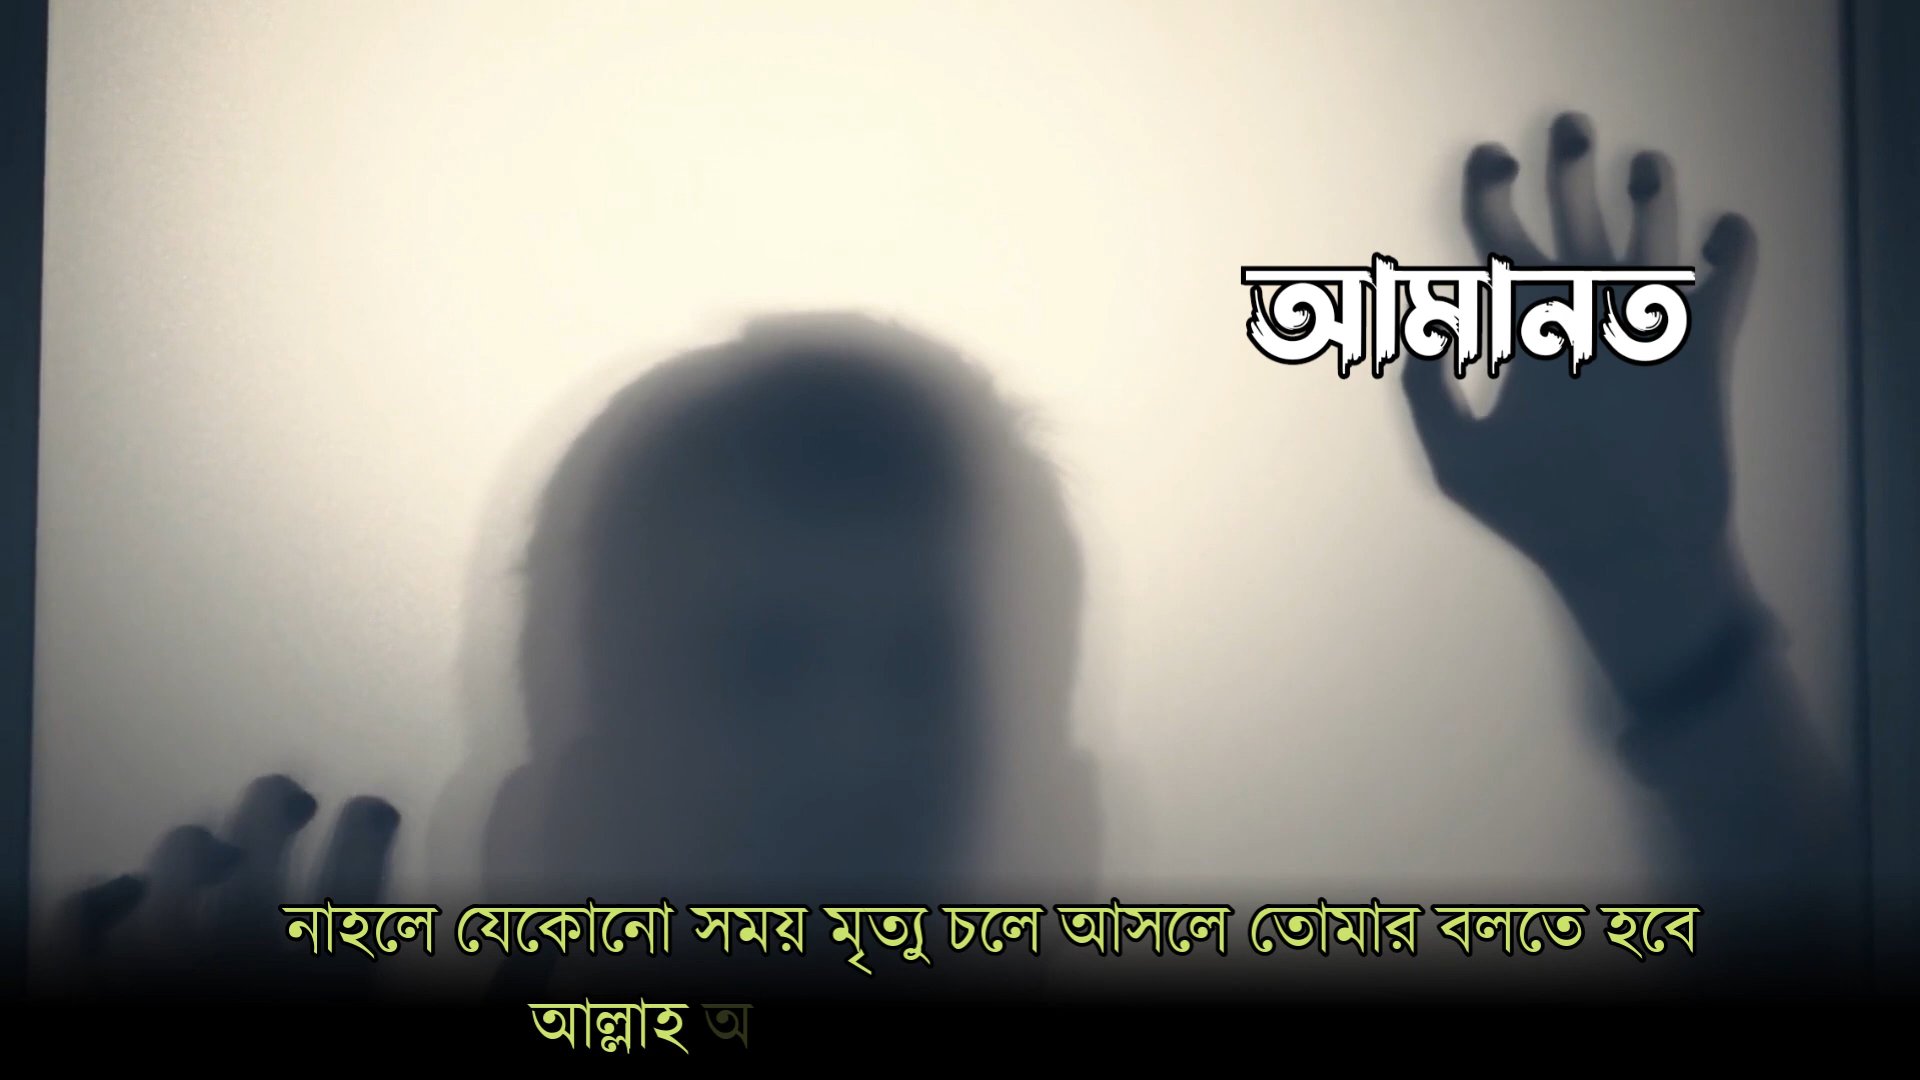 আমানত
নাহলে যেকোনো সময় মৃত্যু চলে আসলে তোমার বলতে হবে
আল্লাহ অ